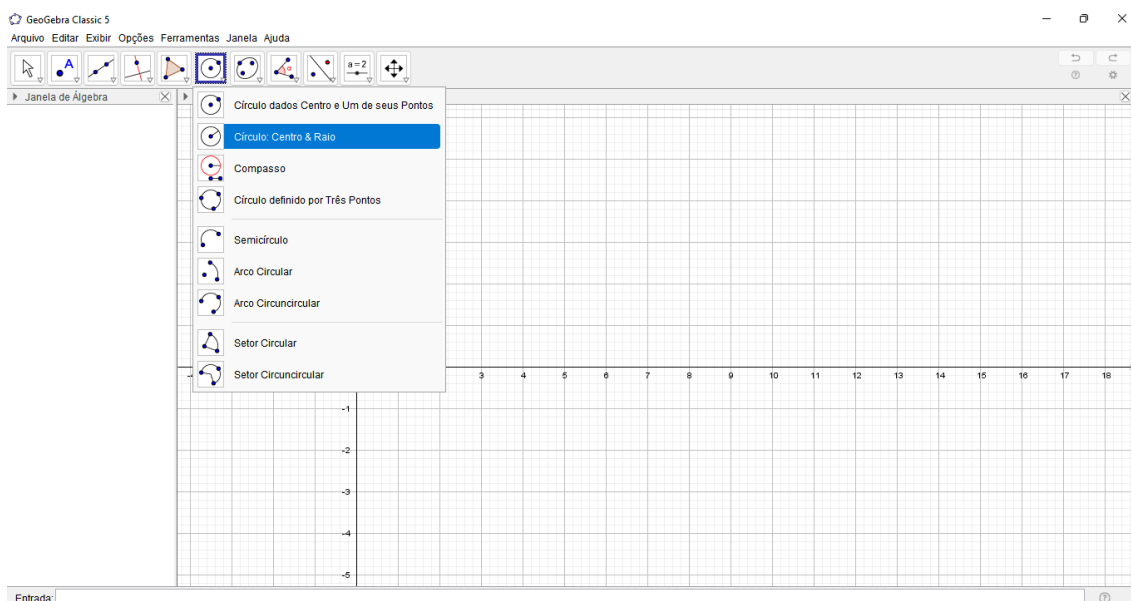 GeoGebra Classic 5
Arquivo Editar Exibir Opções Ferramentas Janela Ajuda
A
a=2
Janela de Álgebra
Círculo dados Centro e Um de seus Pontos
Círculo: Centro & Raio
Compasso
Círculo definido por Três Pontos
Semicírculo
Arco Circular
Arco Circuncircular
Setor Circular
Setor Circuncircular
3 4 5 6 7 8 9 10 11 12 13 14 15 16 17 18
-1
-2
-3
-4
-5
Entrada: